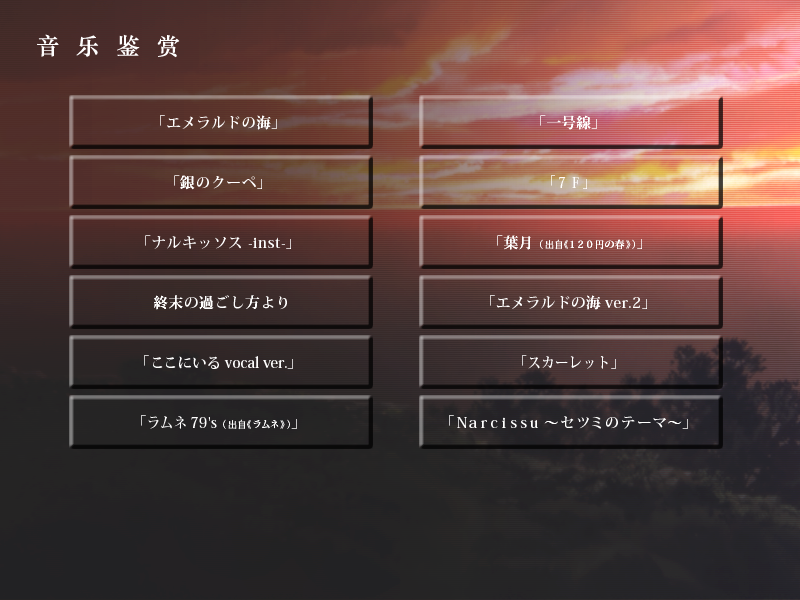 音乐鉴赏
「エメラルドの海」
「一号線」
「銀のクーペ」
「７Ｆ」
「ナルキッソス -inst-」
「葉月（出自《１２０円の春》）」
終末の過ごし方より
「エメラルドの海 ver.2」
「ここにいる vocal ver.」
「スカーレット」
「ラムネ 79's（出自《ラムネ》）」
「Narcissu ～セツミのテーマ～」